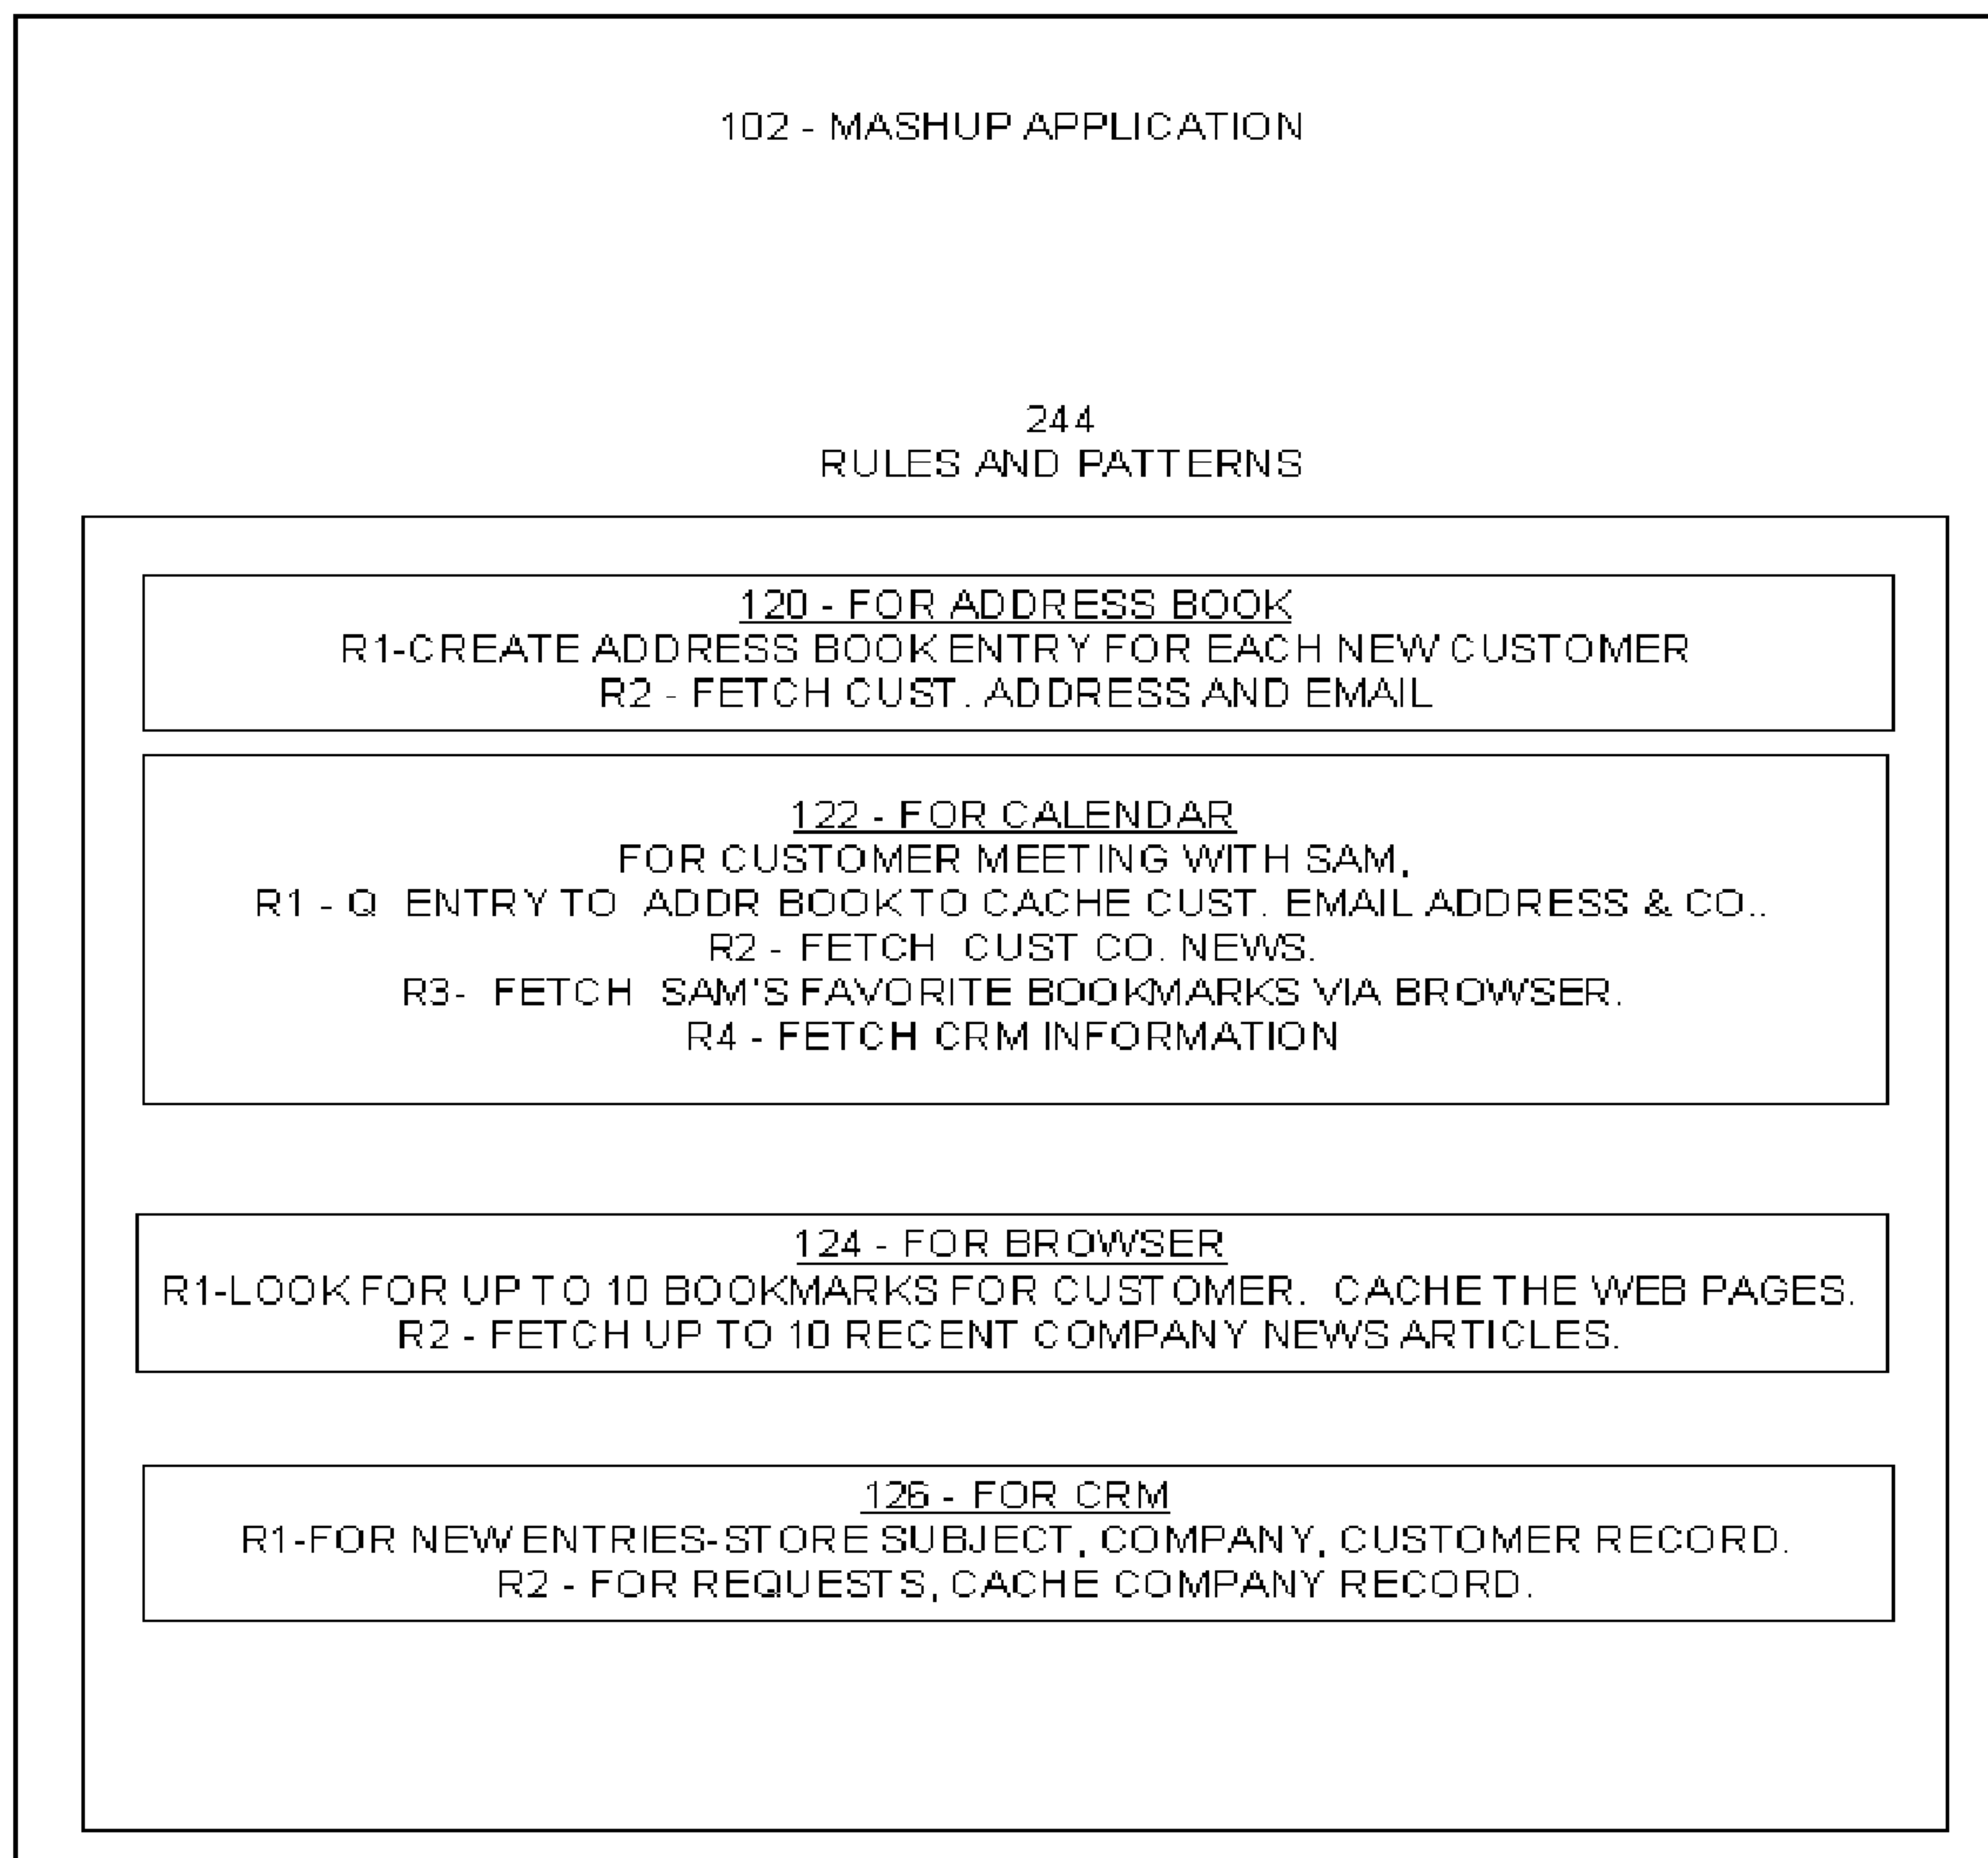 102 - MASHUP APPLICATION
244
RULES AND PATTERNS
120 - FOR ADDRESS BOOK
R1-CREATE ADDRESS BOOK ENTRY FOR EACH NEW CUSTOMER
R2 - FETCH CUST. ADDRESS AND EMAIL
122 - FOR CALENDAR
FOR CUSTOMER MEETING WITH SAM,
R1 - Q ENTRY TO ADDR BOOK TO CACHE CUST. EMAIL ADDRESS & CO..
R2 - FETCH CUST CO. NEWS.
R3- FETCH SAM'S FAVORITE BOOKMARKS VIA BROWSER.
R4 - FETCH CRM INFORMATION
124 - FOR BROWSER
R1-LOOK FOR UP TO 10 BOOKMARKS FOR CUSTOMER. CACHE THE WEB PAGES.
R2 - FETCH UP TO 10 RECENT COMPANY NEWS ARTICLES.
126 - FOR CRM
R1-FOR NEW ENTRIES-STORE SUBJECT, COMPANY, CUSTOMER RECORD.
R2 - FOR REQUESTS, CACHE COMPANY RECORD.